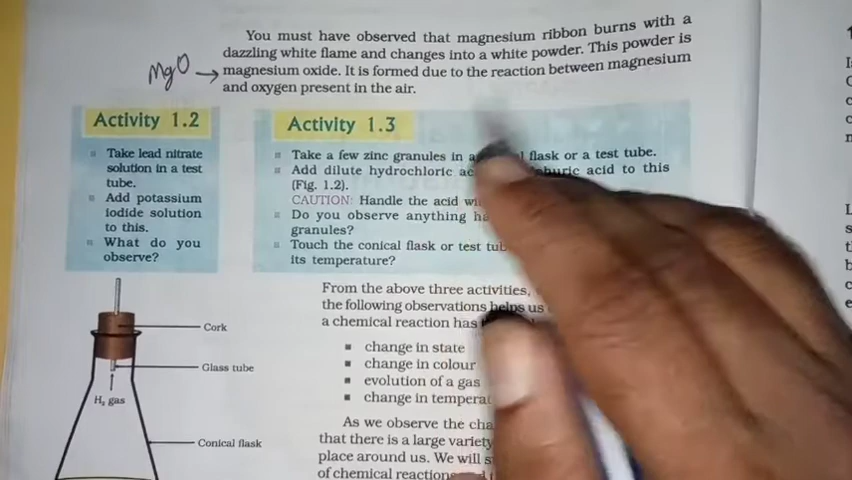 You must have observed that magnesium ribbon burns with a
dazzling white flame and changes into a white powder. This powder is
MgO → magnesium oxide. It is formed due to the reaction between magnesium
and oxygen present in the air.
Activity 1.2
Take lead nitrate
solution in a test
tube.
Add potassium
iodide solution
to this.
What do you
observe?
Activity 1.3
Take a few zinc granules in a flask or a test tube.
Add dilute hydrochloric acid to this
(Fig. 1.2).
CAUTION: Handle the acid
Do you observe anything
granules?
Touch the conical flask or test
its temperature?
From the above three activities,
the following observations helps us
a chemical reaction has
change in state
change in colour
evolution of a gas
change in
As we observe the
that there is a large variety
place around us. We will
of chemical reactions
Cork
Glass tube
H₂ gas
Conical flask